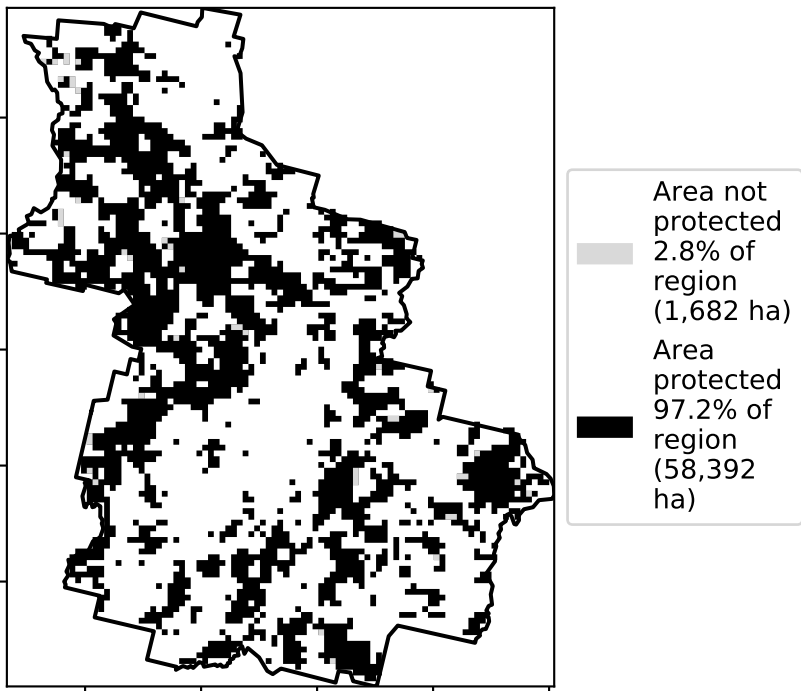 Area not
protected
2.8% of
region
(1,682 ha)
Area
protected
97.2% of
region
(58,392
ha)